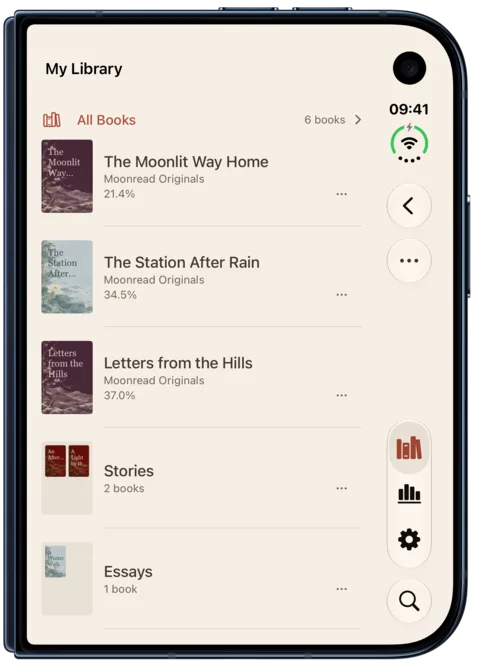 My Library
09:41
All Books
6 books
The
Moonlit
Way...
The Moonlit Way Home
Moonread Originals
21.4%
The
Station
After...
The Station After Rain
Moonread Originals
34.5%
Letters
from the
Hills
Letters from the Hills
Moonread Originals
37.0%
An
After...
A
Light
in th...
Stories
2 books
Winter
Essays
1 book